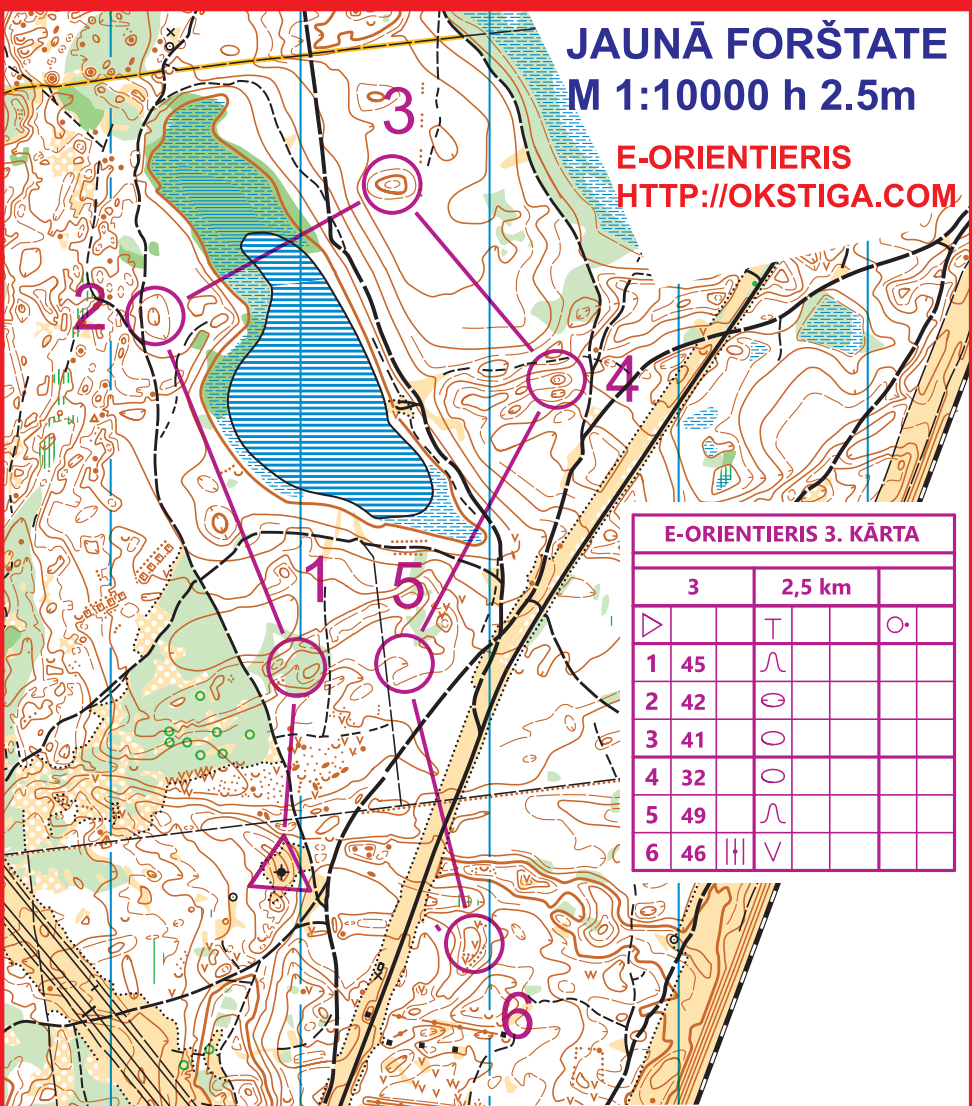 JAUNĀ FORŠTATE
M 1:10000 h 2.5m
E-ORIENTIERIS
HTTP://OKSTIGA.COM
3
2
4
1
5
6
E-ORIENTIERIS 3. KĀRTA
3 2,5 km
1 45
2 42
3 41
4 32
5 49
6 46